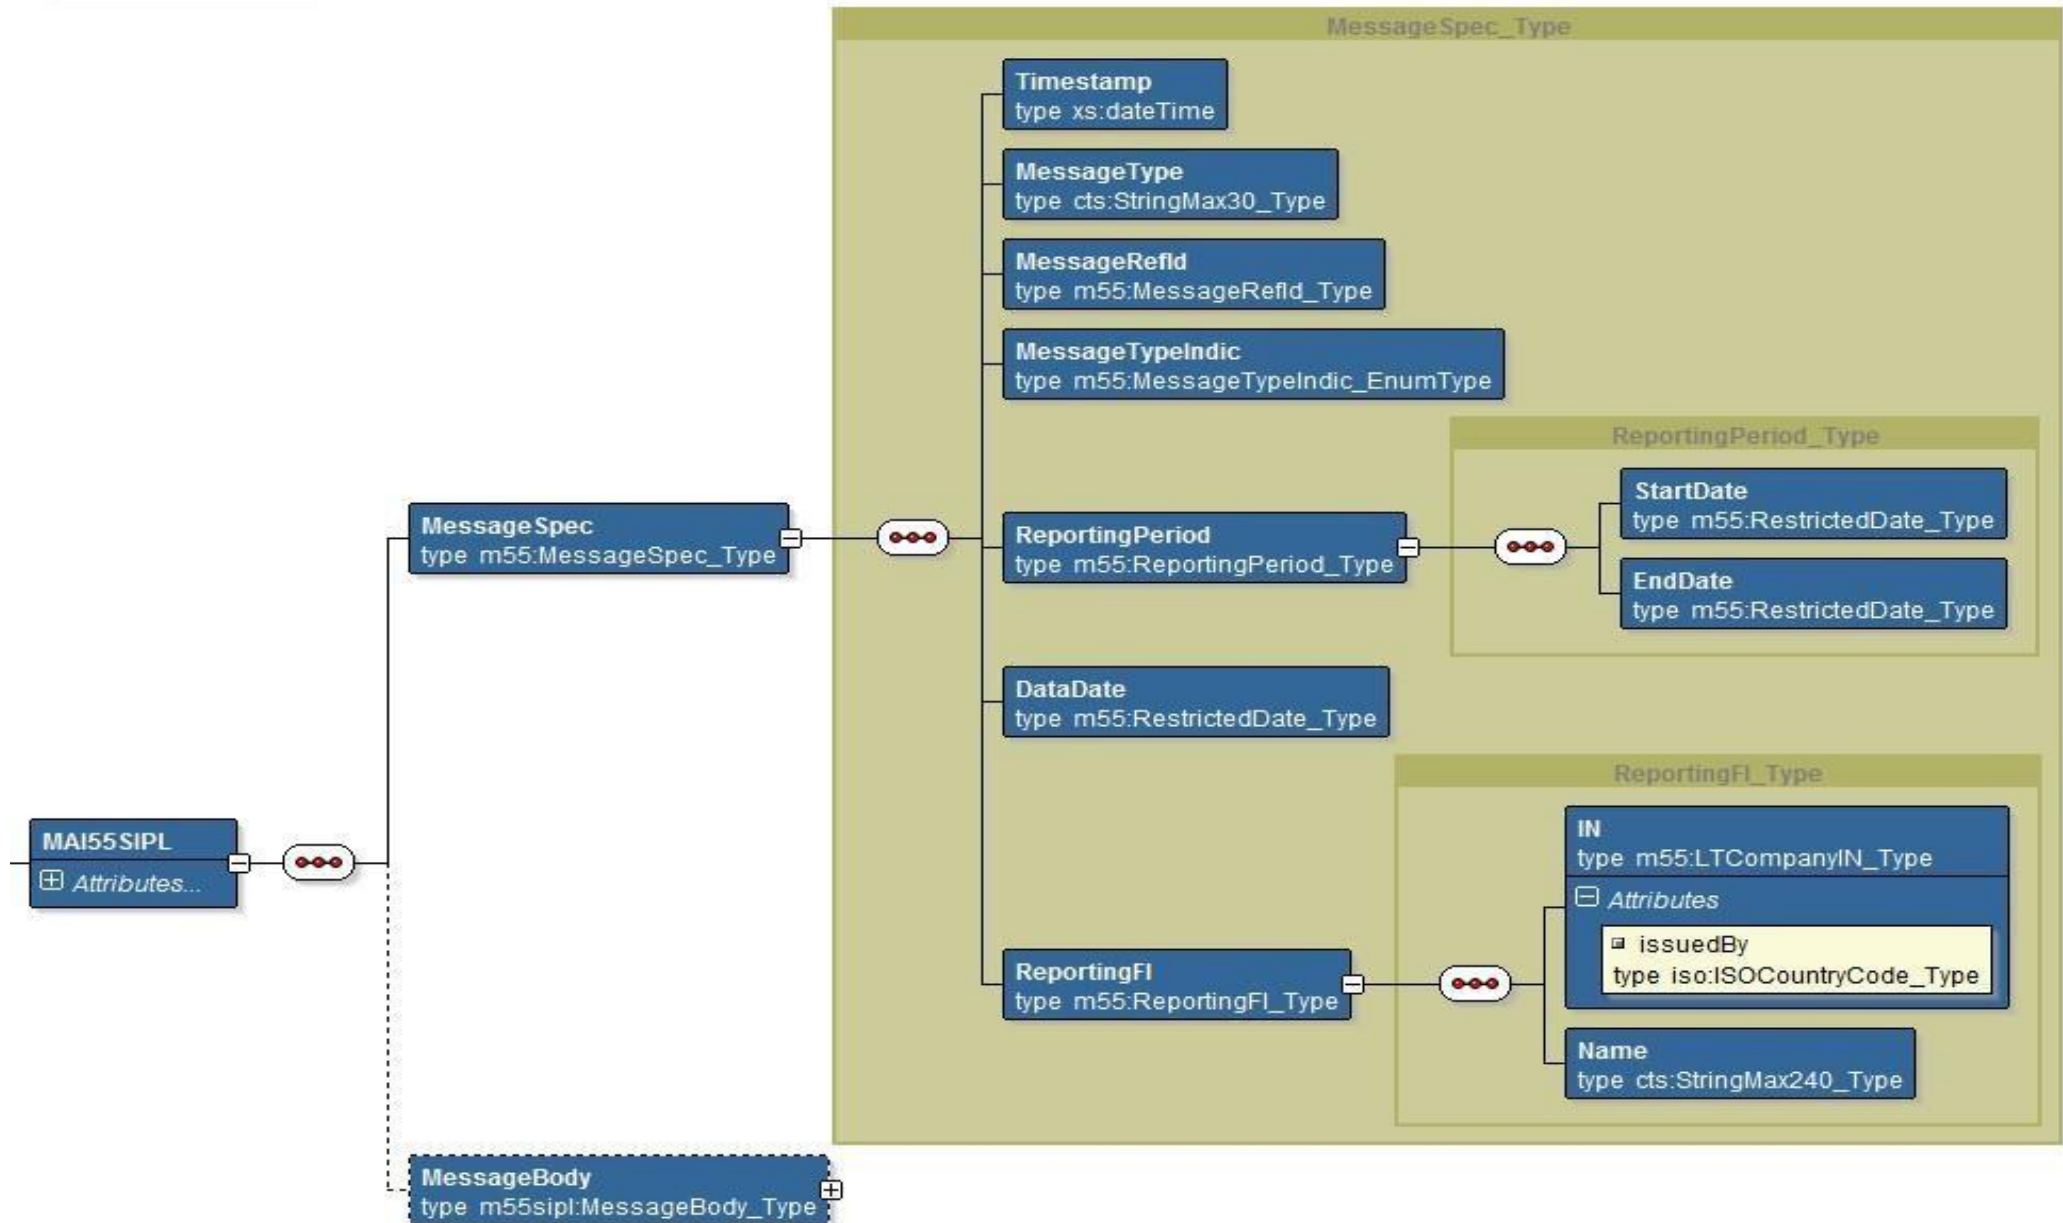 MessageSpec_Type
Timestamp
type xs:dateTime
MessageType
type cts:StringMax30_Type
MessageRefId
type m55:MessageRefId_Type
MessageTypeIndic
type m55:MessageTypeIndic_EnumType
ReportingPeriod_Type
StartDate
type m55:RestrictedDate_Type
MessageSpec
type m55:MessageSpec_Type
ReportingPeriod
type m55:ReportingPeriod_Type
EndDate
type m55:RestrictedDate_Type
DataDate
type m55:RestrictedDate_Type
ReportingFI_Type
MAI55SIPL
Attributes...
IN
type m55:LTCompanyIN_Type
Attributes
issuedBy
type iso:ISOCountryCode_Type
ReportingFI
type m55:ReportingFI_Type
Name
type cts:StringMax240_Type
MessageBody
type m55sipl:MessageBody_Type